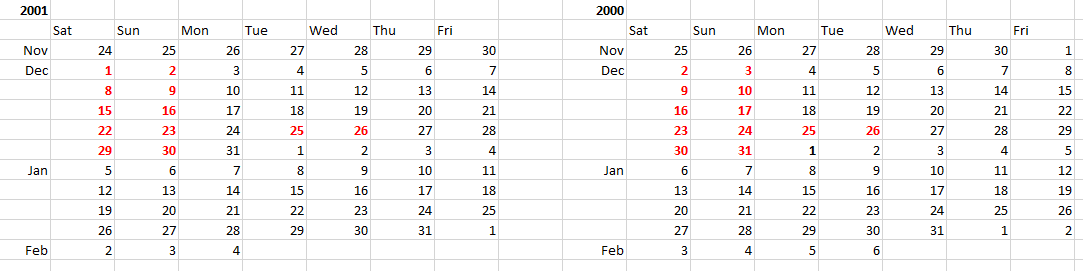 2001 2000
Sat Sun Mon Tue Wed Thu Fri Sat Sun Mon Tue Wed Thu Fri
Nov 24 25 26 27 28 29 30 Nov 25 26 27 28 29 30 1
Dec 1 2 3 4 5 6 7 Dec 2 3 4 5 6 7 8
8 9 10 11 12 13 14 9 10 11 12 13 14 15
15 16 17 18 19 20 21 16 17 18 19 20 21 22
22 23 24 25 26 27 28 23 24 25 26 27 28 29
29 30 31 1 2 3 4 30 31 1 2 3 4 5
Jan 5 6 7 8 9 10 11 Jan 6 7 8 9 10 11 12
12 13 14 15 16 17 18 13 14 15 16 17 18 19
19 20 21 22 23 24 25 20 21 22 23 24 25 26
26 27 28 29 30 31 1 27 28 29 30 31 1 2
Feb 2 3 4 Feb 3 4 5 6